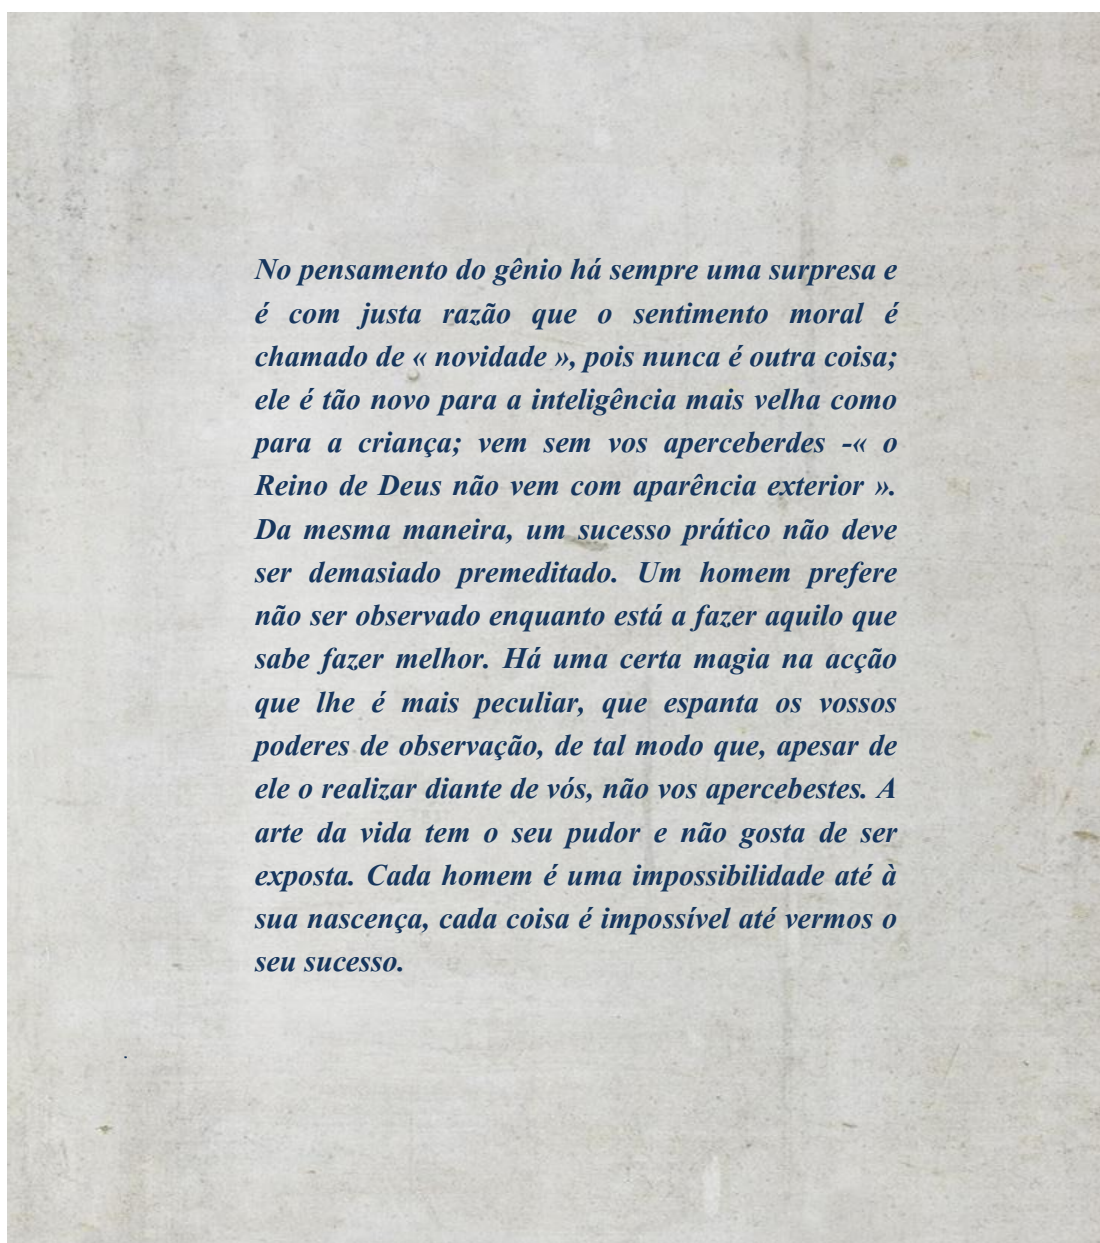 No pensamento do gênio há sempre uma surpresa e
é com justa razão que o sentimento moral é
chamado de « novidade », pois nunca é outra coisa;
ele é tão novo para a inteligência mais velha como
para a criança; vem sem vos aperceberdes -« o
Reino de Deus não vem com aparência exterior ».
Da mesma maneira, um sucesso prático não deve
ser demasiado premeditado. Um homem prefere
não ser observado enquanto está a fazer aquilo que
sabe fazer melhor. Há uma certa magia na acção
que lhe é mais peculiar, que espanta os vossos
poderes de observação, de tal modo que, apesar de
ele o realizar diante de vós, não vos apercebestes. A
arte da vida tem o seu pudor e não gosta de ser
exposta. Cada homem é uma impossibilidade até à
sua nascença, cada coisa é impossível até vermos o
seu sucesso.